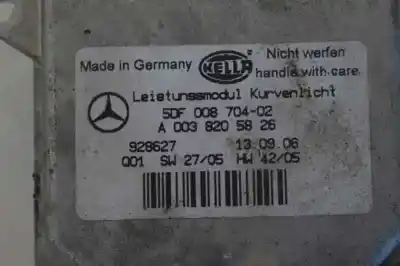 Made in Germany HELLA Nicht werfen
handle with care
Leistungsmodul Kurvenlicht
5DF 008 704-02
A 003 820 58 26
928627 13.09.06
Q01 SW 27/05 HW 42/05